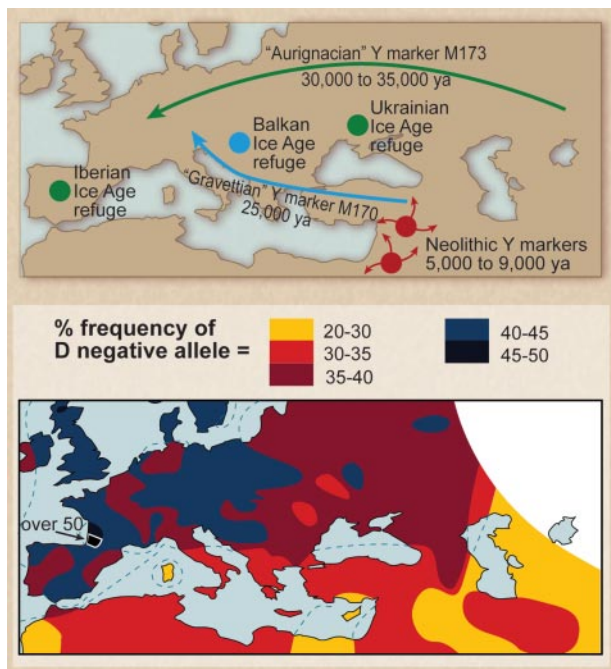 "Aurignacian" Y marker M173
30,000 to 35,000 ya
Ukrainian
Ice Age
refuge
Balkan
Ice Age
refuge
Iberian
Ice Age
refuge
"Gravettian" Y marker M170
25,000 ya
Neolithic Y markers
5,000 to 9,000 ya
% frequency of
D negative allele =
20-30
30-35
35-40
40-45
45-50
over 50